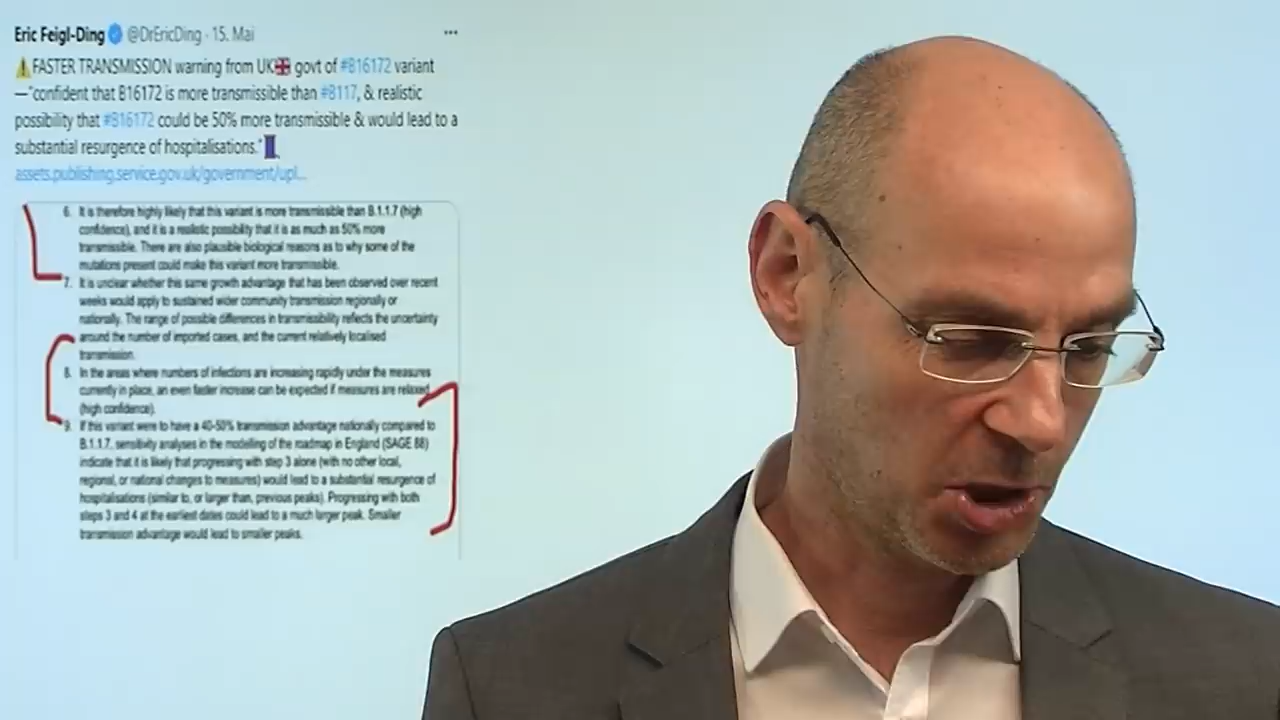 Eric Feigl-Ding @DrEricDing · 15. Mai
⚠️FASTER TRANSMISSION warning from UK🇬🇧 govt of #B16172 variant
—"confident that B16172 is more transmissible than #B117, & realistic
possibility that #B16172 could be 50% more transmissible & would lead to a
substantial resurgence of hospitalisations."🧵
assets.publishing.service.gov.uk/government/upl...
6. It is therefore highly likely that this variant is more transmissible than B.1.1.7 (high
confidence), and it is a realistic possibility that it is as much as 50% more
transmissible. There are also plausible biological reasons as to why some of the
mutations present could make this variant more transmissible.
7. It is unclear whether this same growth advantage that has been observed over recent
weeks would apply to sustained wider community transmission regionally or
nationally. The range of possible differences in transmissibility reflects the uncertainty
around the number of imported cases, and the current relatively localised
transmission.
8. In the areas where numbers of infections are increasing rapidly under the measures
currently in place, an even faster increase can be expected if measures are relaxed
(high confidence).
9. If this variant were to have a 40-50% transmission advantage nationally compared to
B.1.1.7, sensitivity analyses in the modelling of the roadmap in England (SAGE 88)
indicate that it is likely that progressing with step 3 alone (with no other local,
regional, or national changes to measures) would lead to a substantial resurgence of
hospitalisations (similar to, or larger than, previous peaks). Progressing with both
steps 3 and 4 at the earliest dates could lead to a much larger peak. Smaller
transmission advantage would lead to smaller peaks.